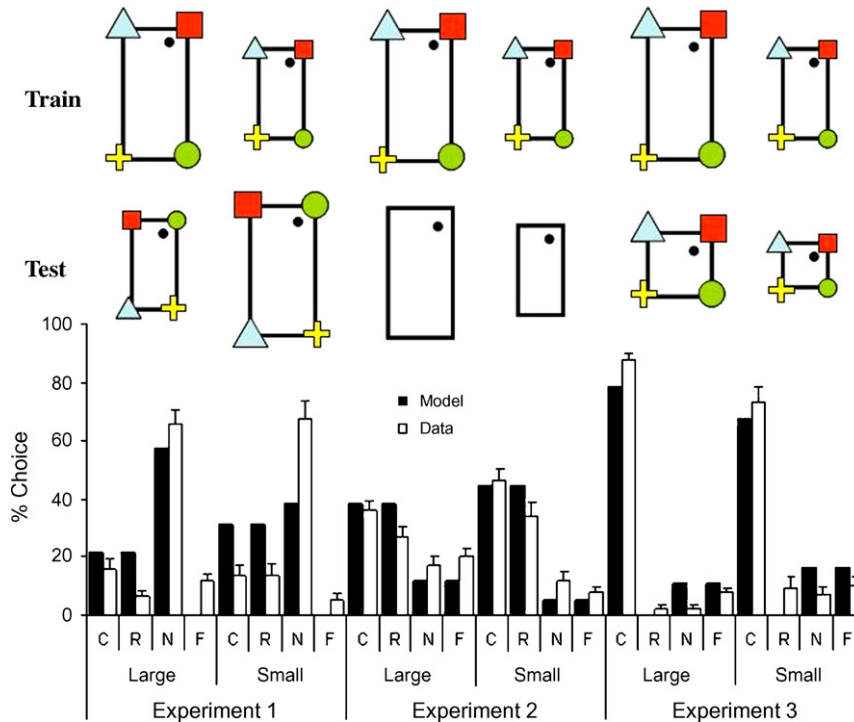 Train
Test
100
80
60
40
20
0
% Choice
Model
Data
C R N F C R N F C R N F C R N F C R N F C R N F
Large Small Large Small Large Small
Experiment 1 Experiment 2 Experiment 3